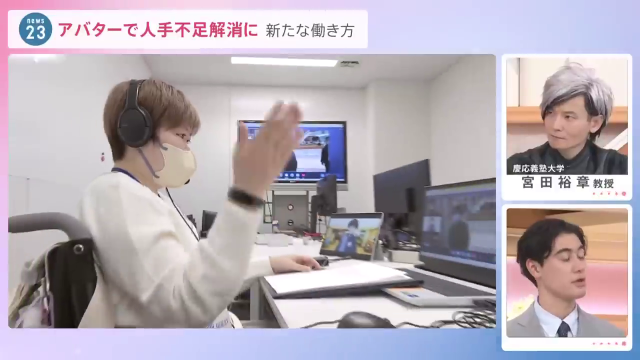 news
23
アバターで人手不足解消に 新たな働き方
慶応義塾大学
宮田裕章教授